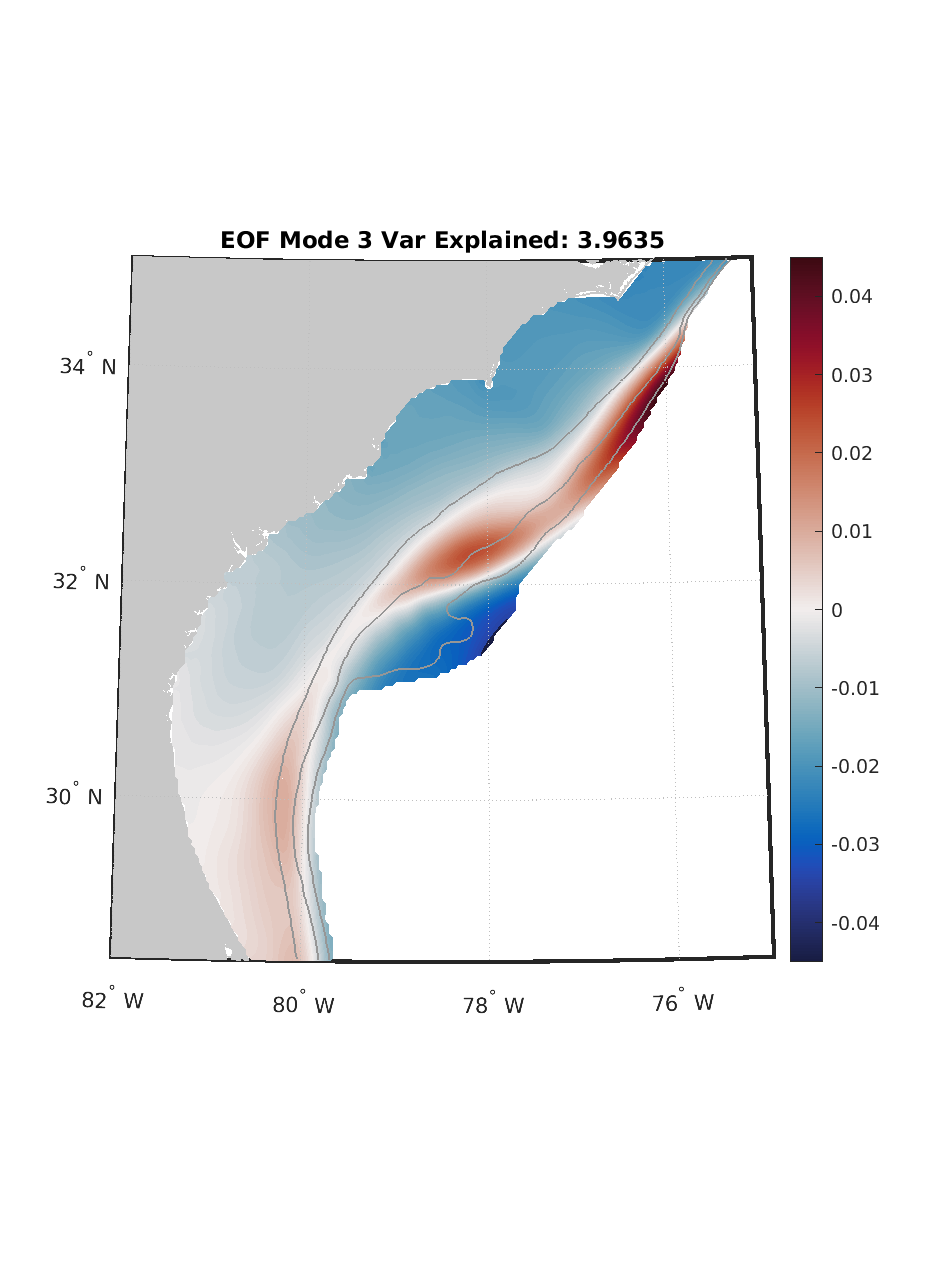 EOF Mode 3 Var Explained: 3.9635
34° N
32° N
30° N
82° W
80° W
78° W
76° W
0.04
0.03
0.02
0.01
0
-0.01
-0.02
-0.03
-0.04